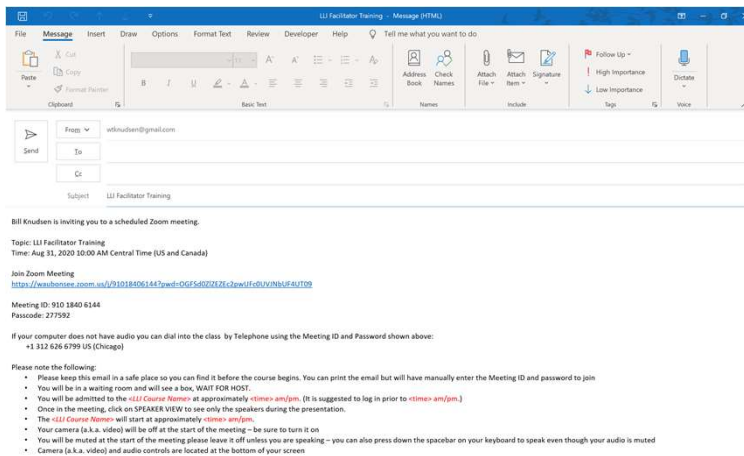 LLI Facilitator Training - Message (HTML)
File Message Insert Draw Options Format Text Review Developer Help Tell me what you want to do
Paste
Cut
Copy
Format Painter
Clipboard
B I U A
Basic Text
Address Book
Check Names
Names
Attach File
Attach Item
Signature
Include
Follow Up
High Importance
Low Importance
Tags
Dictate
Voice
Send
From wtknudsen@gmail.com
To
Cc
Subject LLI Facilitator Training
Bill Knudsen is inviting you to a scheduled Zoom meeting.
Topic: LLI Facilitator Training
Time: Aug 31, 2020 10:00 AM Central Time (US and Canada)
Join Zoom Meeting
Meeting ID: 910 1840 6144
Passcode: 277592
If your computer does not have audio you can dial into the class by Telephone using the Meeting ID and Password shown above:
+1 312 626 6799 US (Chicago)
Please note the following:
• Please keep this email in a safe place so you can find it before the course begins. You can print the email but will have manually enter the Meeting ID and password to join
• You will be in a waiting room and will see a box, WAIT FOR HOST.
• You will be admitted to the <LLI Course Name> at approximately <time> am/pm. (It is suggested to log in prior to <time> am/pm.)
• Once in the meeting, click on SPEAKER VIEW to see only the speakers during the presentation.
• The <LLI Course Name> will start at approximately <time> am/pm.
• Your camera (a.k.a. video) will be off at the start of the meeting – be sure to turn it on
• You will be muted at the start of the meeting please leave it off unless you are speaking – you can also press down the spacebar on your keyboard to speak even though your audio is muted
• Camera (a.k.a. video) and audio controls are located at the bottom of your screen